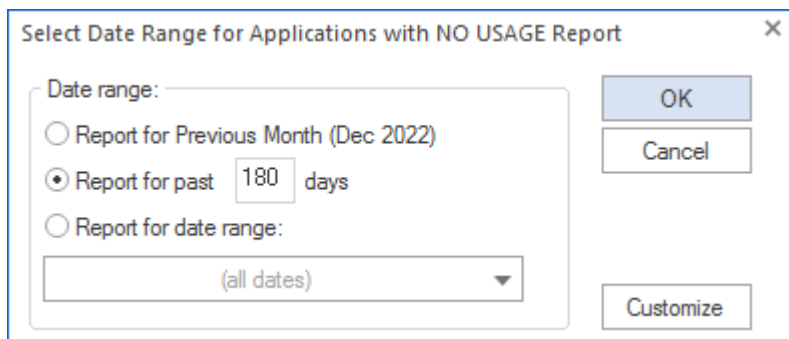 Select Date Range for Applications with NO USAGE Report
Date range:
Report for Previous Month (Dec 2022)
Report for past 180 days
Report for date range:
(all dates)
OK
Cancel
Customize